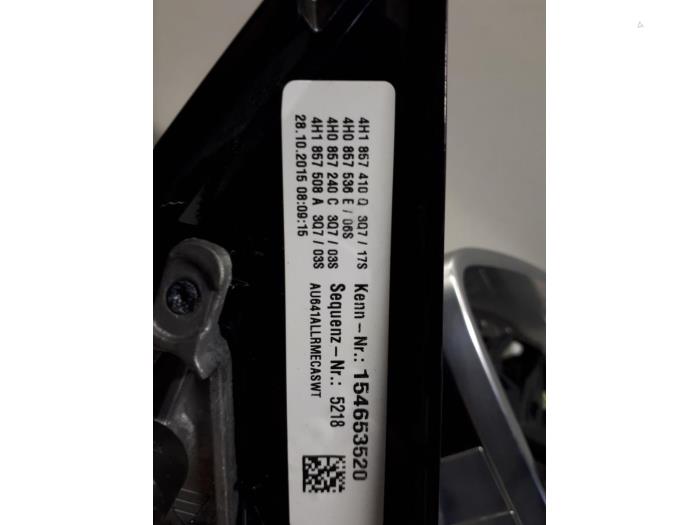 4H1 857 410 Q 3Q7 / 17S
4H0 857 536 E / 06S
4H0 857 240 C 3Q7 / 03S
4H1 857 508 A 3Q7 / 03S
28.10.2015 08:09:15
Kenn-Nr.: 154653520
Sequenz-Nr.: 5218
AU641ALLRMECASWT